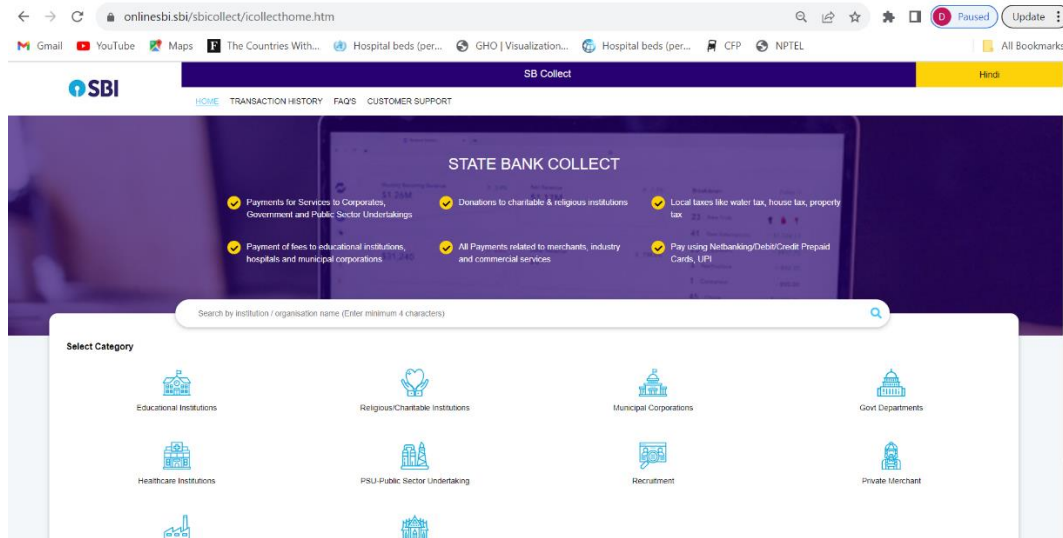 onlinesbi.sbi/sbicollect/icollecthome.htm
D Paused Update
Gmail YouTube Maps F The Countries With... Hospital beds (per... GHO | Visualization... Hospital beds (per... CFP NPTEL All Bookmarks
SBI
SB Collect
Hindi
HOME TRANSACTION HISTORY FAQ'S CUSTOMER SUPPORT
STATE BANK COLLECT
Payments for Services to Corporates,
Government and Public Sector Undertakings
Donations to charitable & religious institutions
Local taxes like water tax, house tax, property
tax
Payment of fees to educational institutions,
hospitals and municipal corporations
All Payments related to merchants, industry
and commercial services
Pay using Netbanking/Debit/Credit Prepaid
Cards, UPI
Search by institution / organisation name (Enter minimum 4 characters)
Select Category
Educational Institutions
Religious/Charitable Institutions
Municipal Corporations
Govt Departments
Healthcare Institutions
PSU-Public Sector Undertaking
Recruitment
Private Merchant